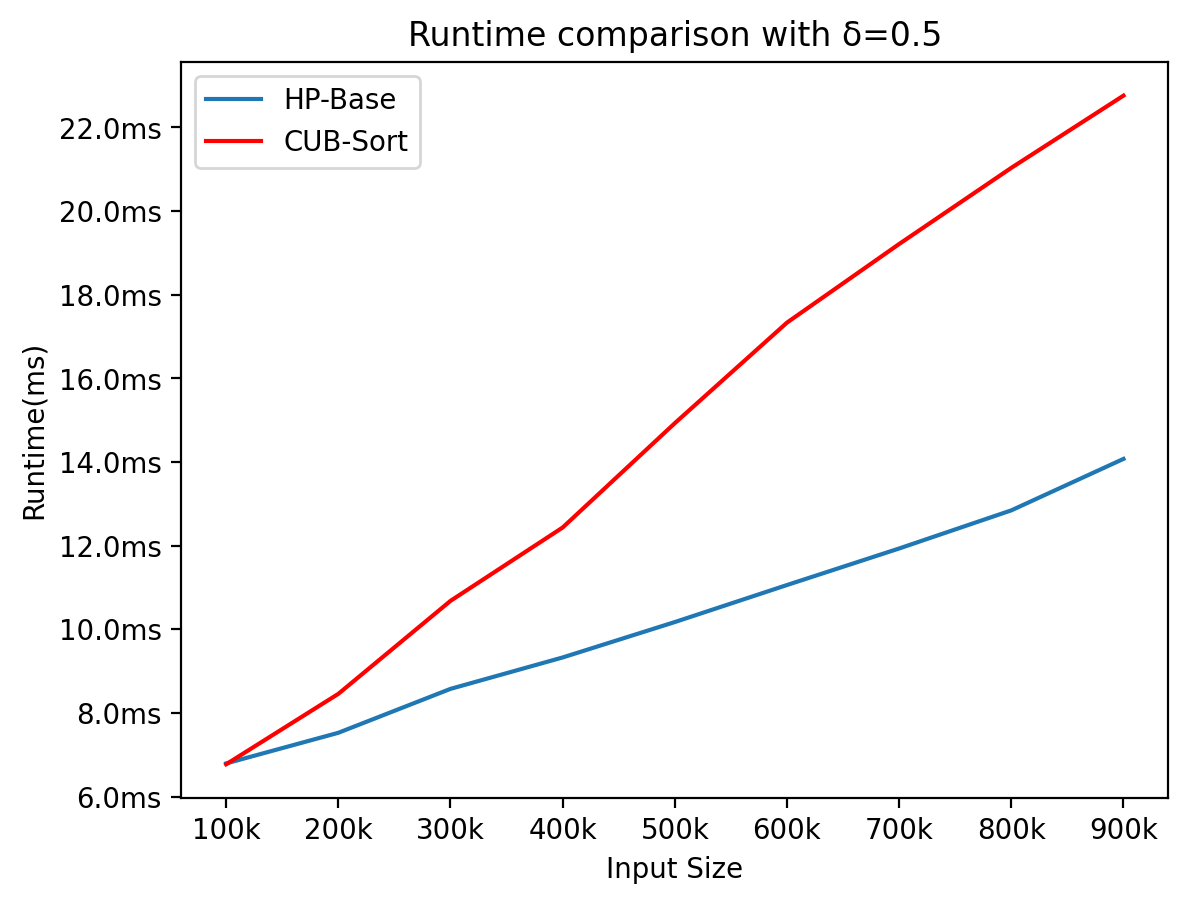 Runtime comparison with δ=0.5
HP-Base
CUB-Sort
22.0ms
20.0ms
18.0ms
16.0ms
14.0ms
12.0ms
10.0ms
8.0ms
6.0ms
Runtime(ms)
100k 200k 300k 400k 500k 600k 700k 800k 900k
Input Size